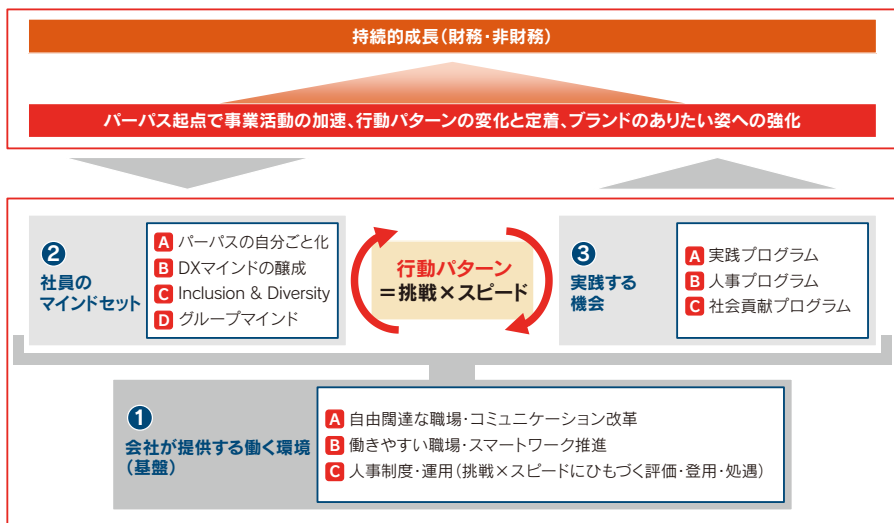 持続的成長(財務・非財務)
パーパス起点で事業活動の加速、行動パターンの変化と定着、ブランドのありたい姿への強化
2
社員の
マインドセット
A パーパスの自分ごと化
B DXマインドの醸成
C Inclusion & Diversity
D グループマインド
行動パターン
＝挑戦×スピード
3
実践する
機会
A 実践プログラム
B 人事プログラム
C 社会貢献プログラム
1
会社が提供する働く環境
(基盤)
A 自由闊達な職場・コミュニケーション改革
B 働きやすい職場・スマートワーク推進
C 人事制度・運用(挑戦×スピードにひもづく評価・登用・処遇)